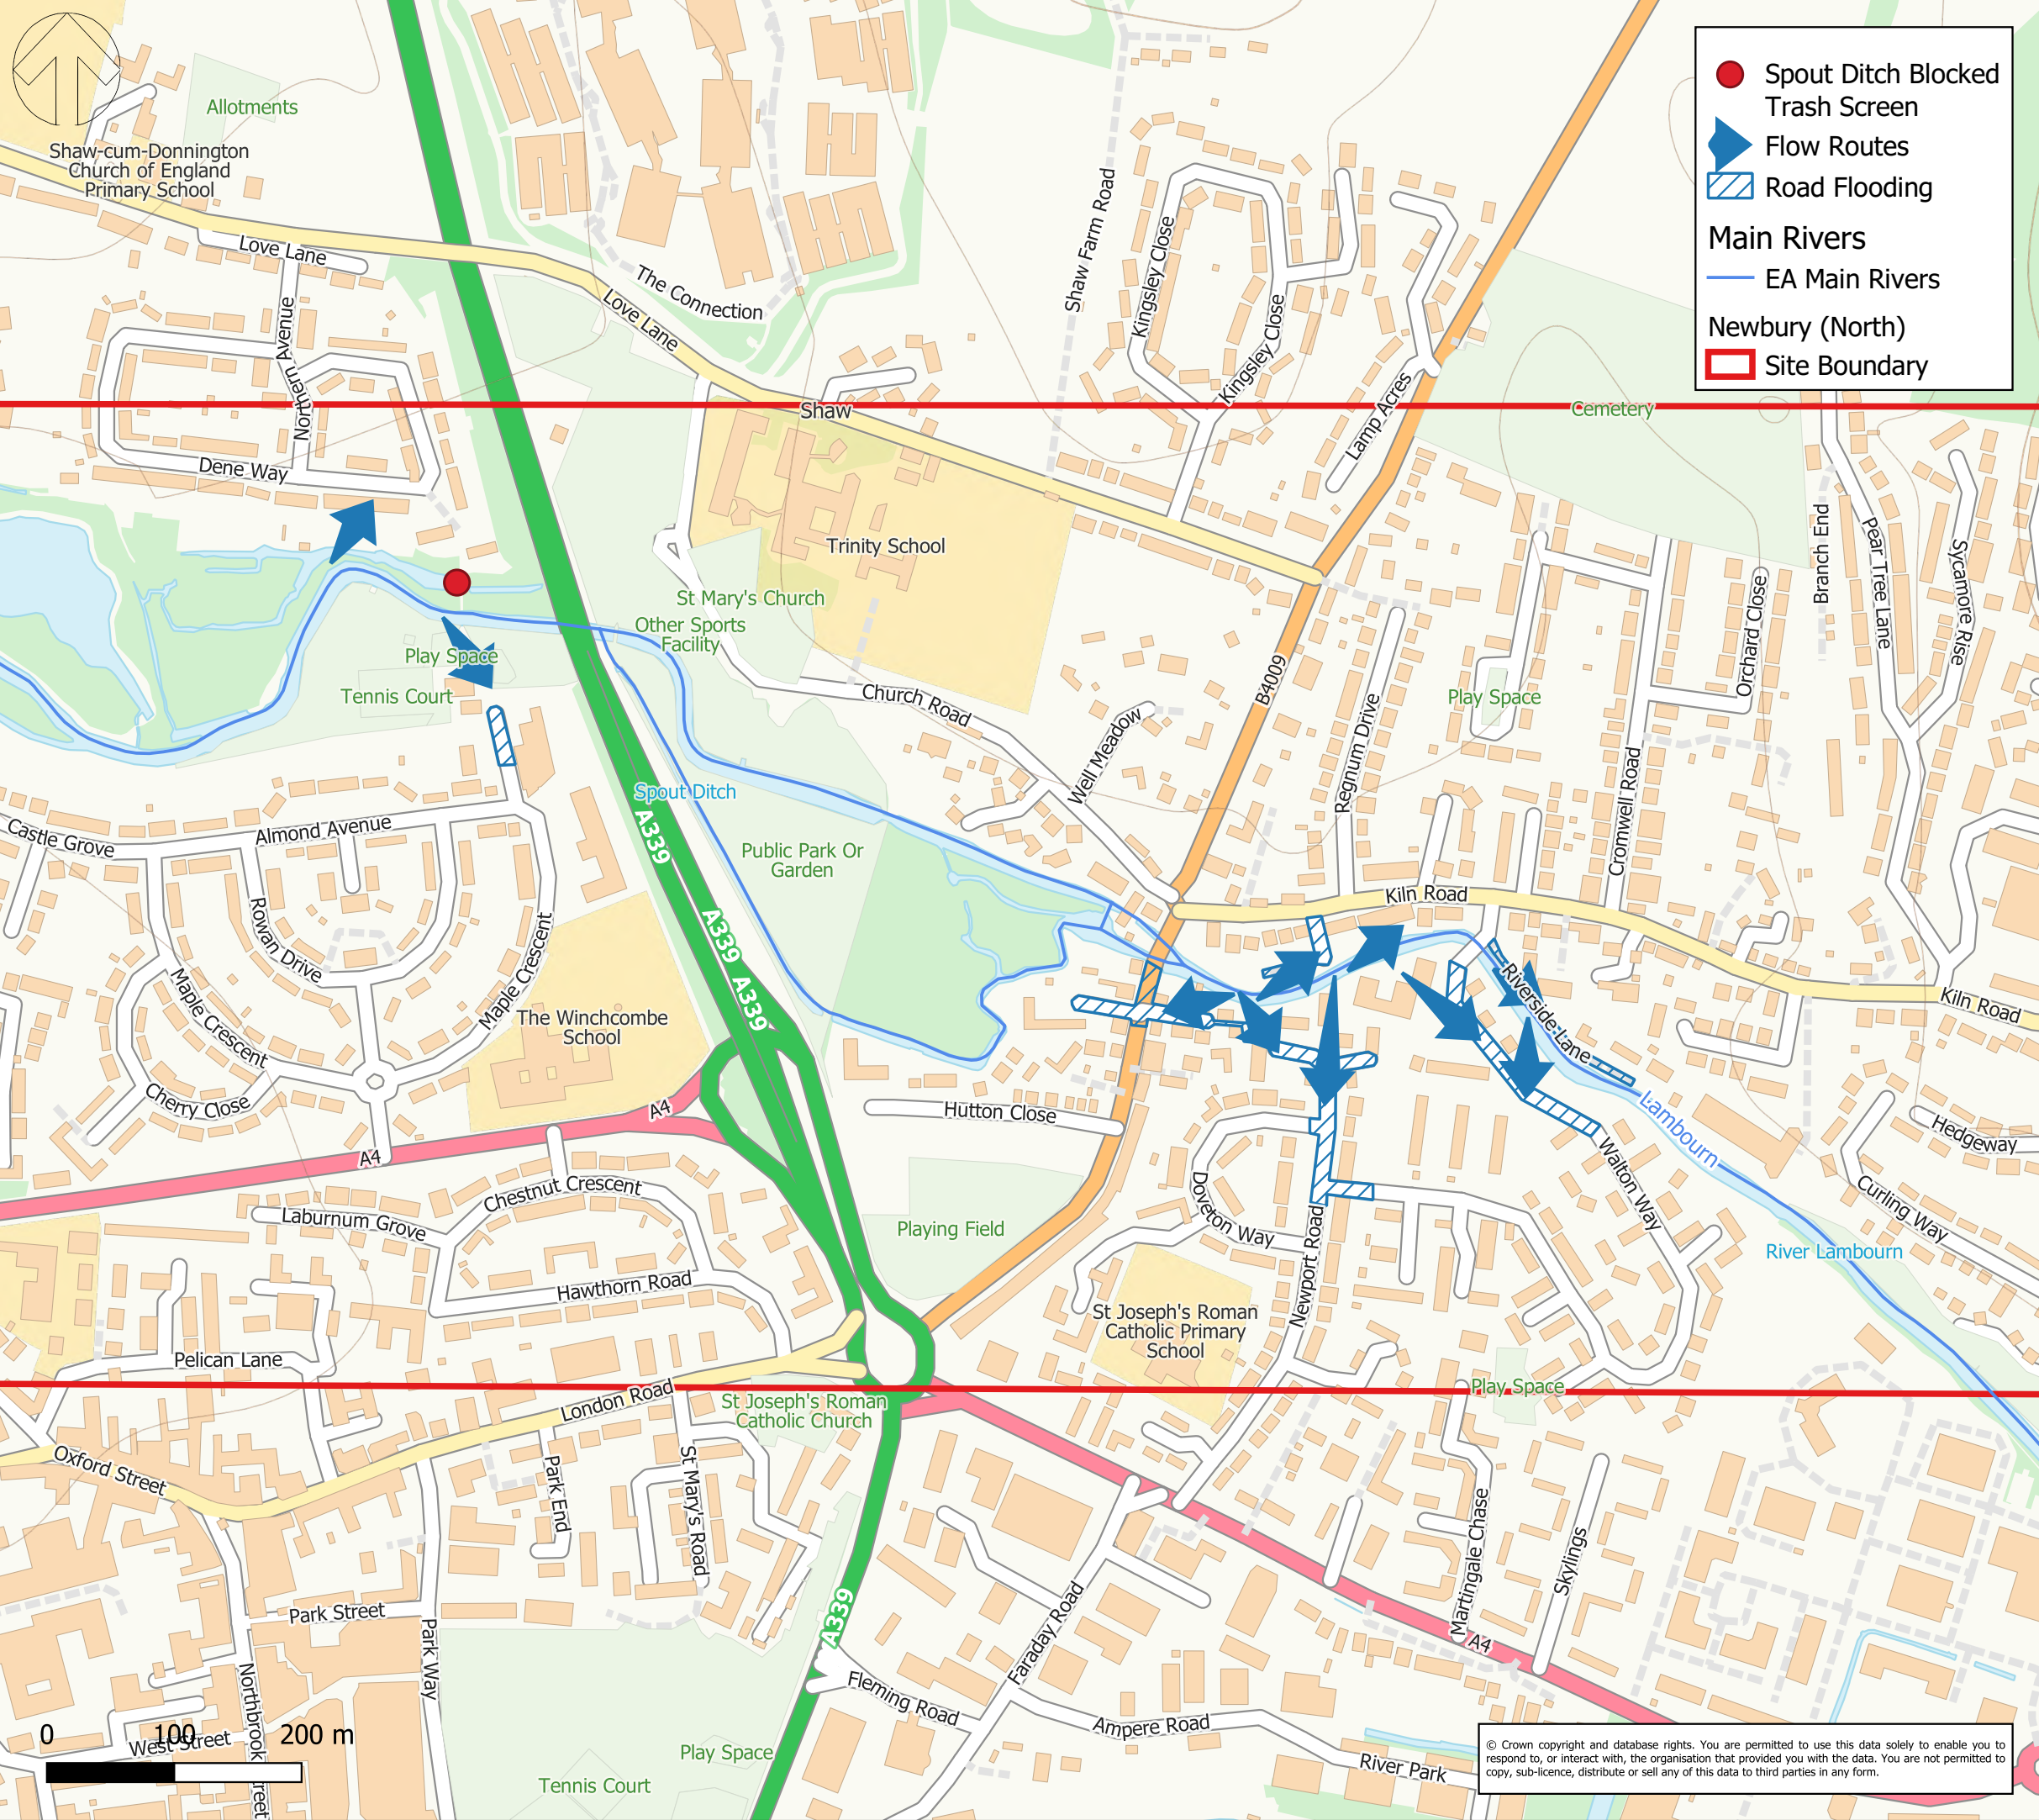 Spout Ditch Blocked
Trash Screen
Flow Routes
Road Flooding
Main Rivers
EA Main Rivers
Newbury (North)
Site Boundary
Allotments
Shaw-cum-Donnington
Church of England
Primary School
Love Lane
Northern Avenue
Dene Way
The Connection
Love Lane
Shaw
Shaw Farm Road
Kingsley Close
Kingsley Close
Lamp Acres
Cemetery
Trinity School
St Mary's Church
Other Sports
Facility
Church Road
Well Meadow
B4009
Regnum Drive
Play Space
Cromwell Road
Orchard Close
Branch End
Pear Tree Lane
Sycamore Rise
Play Space
Tennis Court
Spout Ditch
A339
Public Park Or
Garden
A339
A339
Castle Grove
Almond Avenue
Rowan Drive
Maple Crescent
Maple Crescent
Cherry Close
The Winchcombe
School
A4
A4
Kiln Road
Kiln Road
Riverside Lane
Lambourn
River Lambourn
Walton Way
Hedgeway
Curling Way
Hutton Close
Playing Field
Doveton Way
Newport Road
St Joseph's Roman
Catholic Primary
School
Chestnut Crescent
Laburnum Grove
Hawthorn Road
Pelican Lane
London Road
St Joseph's Roman
Catholic Church
Play Space
Oxford Street
Park End
St Mary's Road
Park Street
Park Way
Northbrook Street
West Street
A339
Faraday Road
Fleming Road
Ampere Road
River Park
Martingale Chase
Skylings
A4
Play Space
Tennis Court
0 100 200 m
© Crown copyright and database rights. You are permitted to use this data solely to enable you to
respond to, or interact with, the organisation that provided you with the data. You are not permitted to
copy, sub-licence, distribute or sell any of this data to third parties in any form.